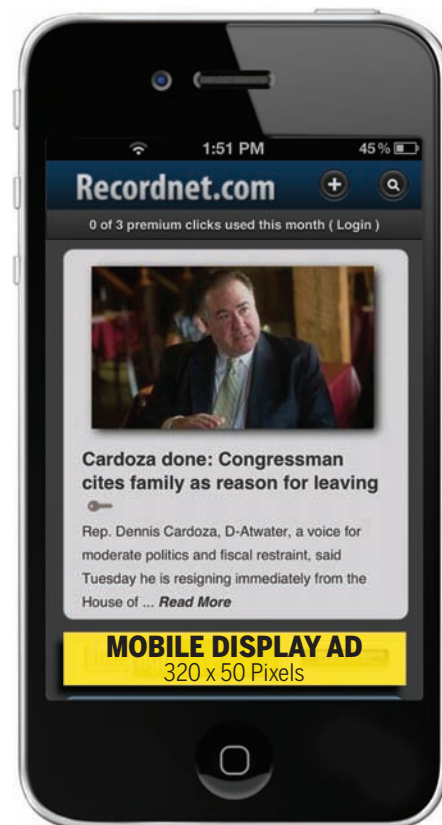 1:51 PM
45%
Recordnet.com
0 of 3 premium clicks used this month ( Login )
Cardoza done: Congressman
cites family as reason for leaving
Rep. Dennis Cardoza, D-Atwater, a voice for
moderate politics and fiscal restraint, said
Tuesday he is resigning immediately from the
House of ... Read More
MOBILE DISPLAY AD
320 x 50 Pixels